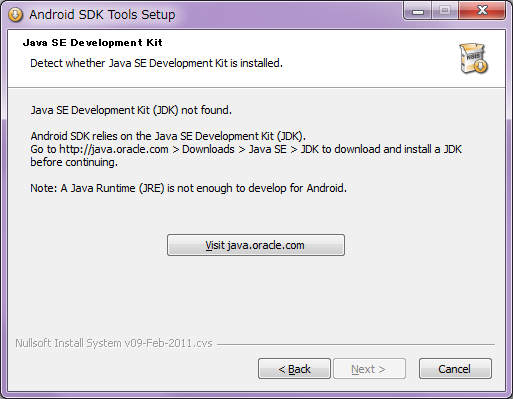 Android SDK Tools Setup
Java SE Development Kit
Detect whether Java SE Development Kit is installed.
NSIS
Java SE Development Kit (JDK) not found.
Android SDK relies on the Java SE Development Kit (JDK).
Go to http://java.oracle.com > Downloads > Java SE > JDK to download and install a JDK
before continuing.
Note: A Java Runtime (JRE) is not enough to develop for Android.
Visit java.oracle.com
Nullsoft Install System v09-Feb-2011.cvs
< Back
Next >
Cancel